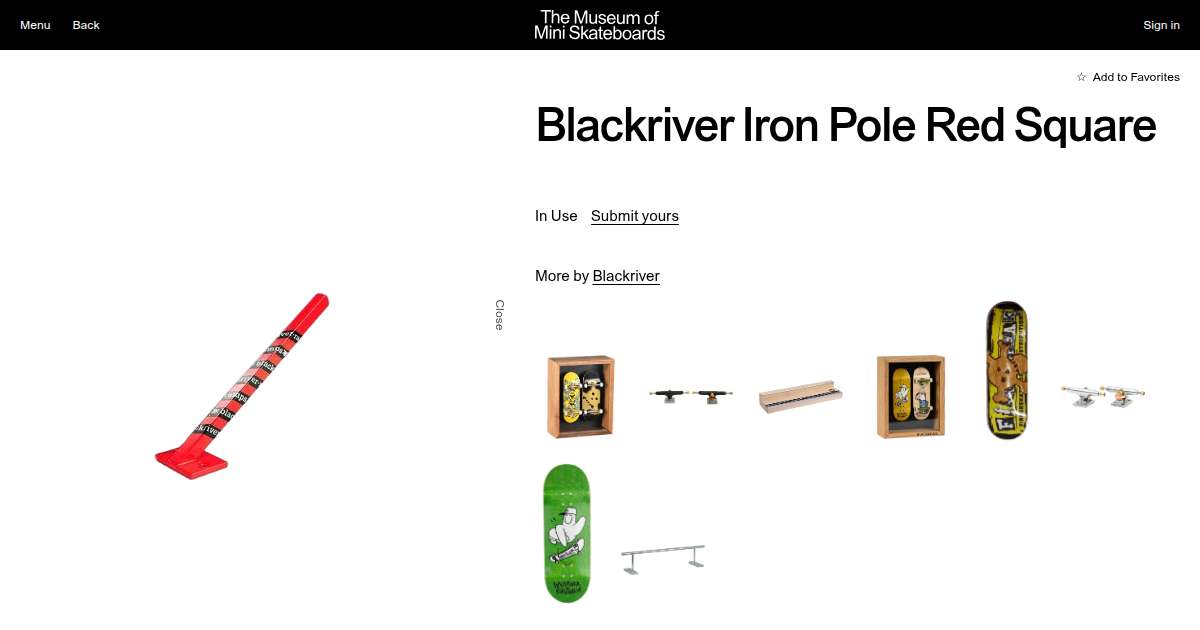 Menu
Back
The Museum of
Mini Skateboards
Sign in
☆ Add to Favorites
Blackriver Iron Pole Red Square
In Use Submit yours
More by Blackriver
Close